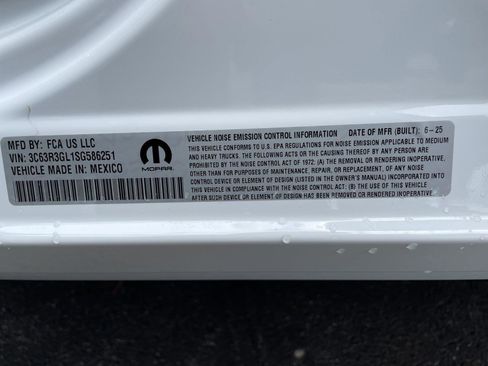 MFD BY: FCA US LLC
VIN: 3C63R3GL1SG586251
VEHICLE MADE IN: MEXICO
MOPAR
VEHICLE NOISE EMISSION CONTROL INFORMATION DATE OF MFR (BUILT): 6-25
THIS VEHICLE CONFORMS TO U.S. EPA REGULATIONS FOR NOISE EMISSION APPLICABLE TO MEDIUM
AND HEAVY TRUCKS. THE FOLLOWING ACTS OR THE CAUSING THEREOF BY ANY PERSON ARE
PROHIBITED BY THE NOISE CONTROL ACT OF 1972: (A) THE REMOVAL OR RENDERING INOPERATIVE,
OTHER THAN FOR PURPOSES OF MAINTENANCE, REPAIR, OR REPLACEMENT, OF ANY NOISE
CONTROL DEVICE OR ELEMENT OF DESIGN (LISTED IN THE OWNER'S MANUAL) INCORPORATED INTO
THIS VEHICLE IN COMPLIANCE WITH THE NOISE CONTROL ACT: (B) THE USE OF THIS VEHICLE
AFTER SUCH DEVICE OR ELEMENT OF DESIGN HAS BEEN REMOVED OR RENDERED INOPERATIVE